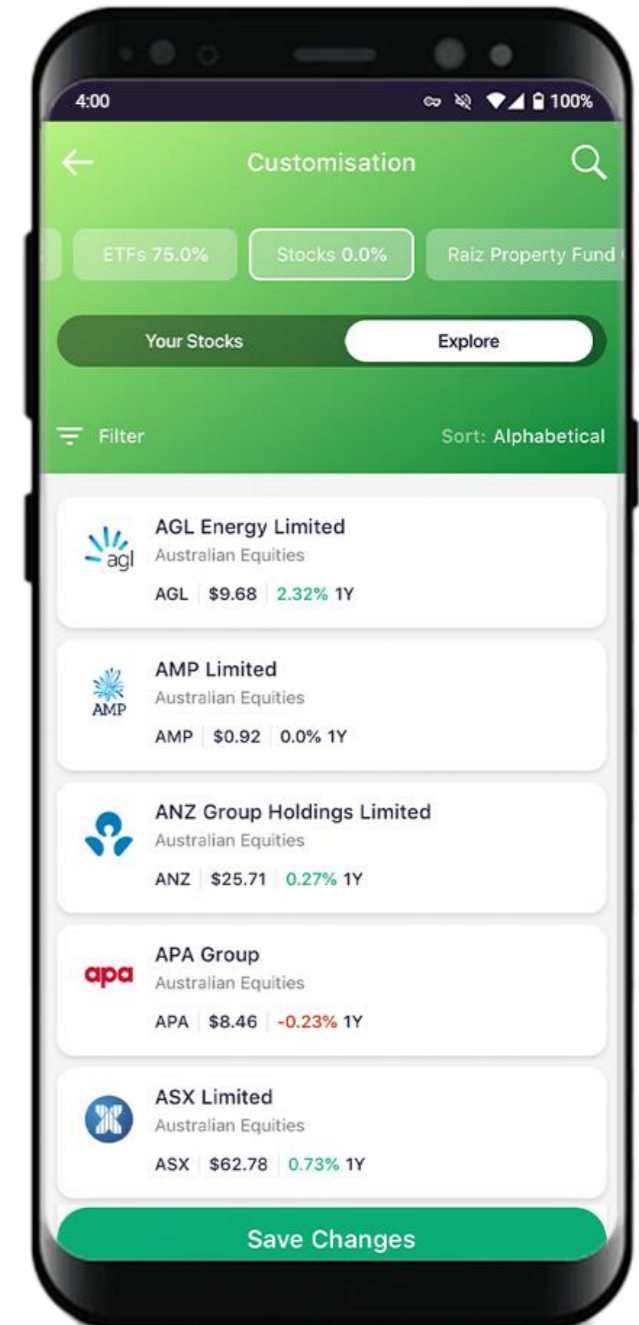 4:00 100%
Customisation
ETFs 75.0% Stocks 0.0% Raiz Property Fund
Your Stocks Explore
Filter Sort: Alphabetical
agl
AGL Energy Limited
Australian Equities
AGL $9.68 2.32% 1Y
AMP
AMP Limited
Australian Equities
AMP $0.92 0.0% 1Y
ANZ Group Holdings Limited
Australian Equities
ANZ $25.71 0.27% 1Y
apa
APA Group
Australian Equities
APA $8.46 -0.23% 1Y
ASX Limited
Australian Equities
ASX $62.78 0.73% 1Y
Save Changes